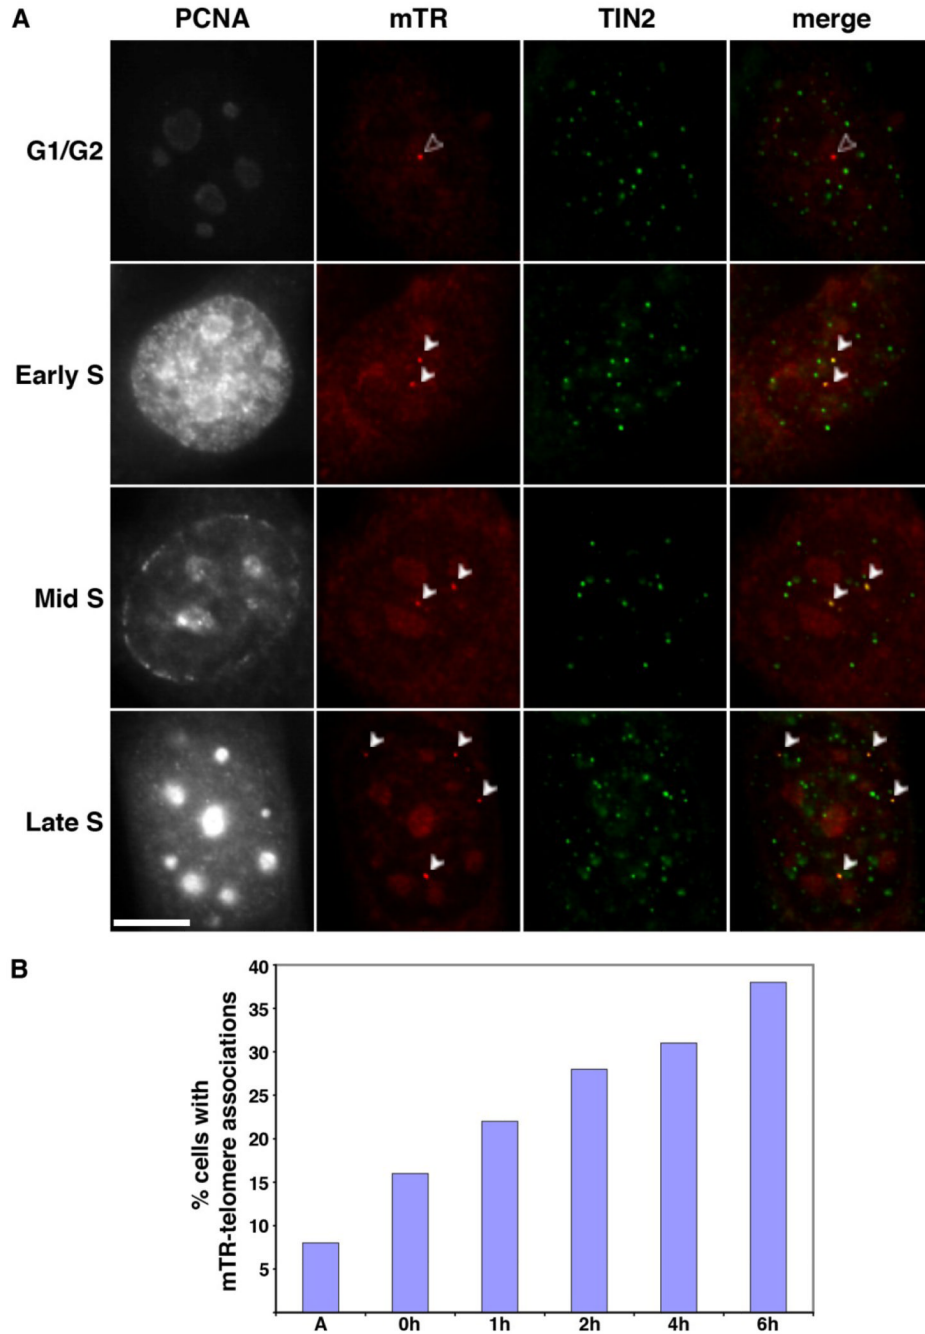 A
PCNA mTR TIN2 merge
G1/G2
Early S
Mid S
Late S
B
% cells with
mTR-telomere associations
40
35
30
25
20
15
10
5
A 0h 1h 2h 4h 6h